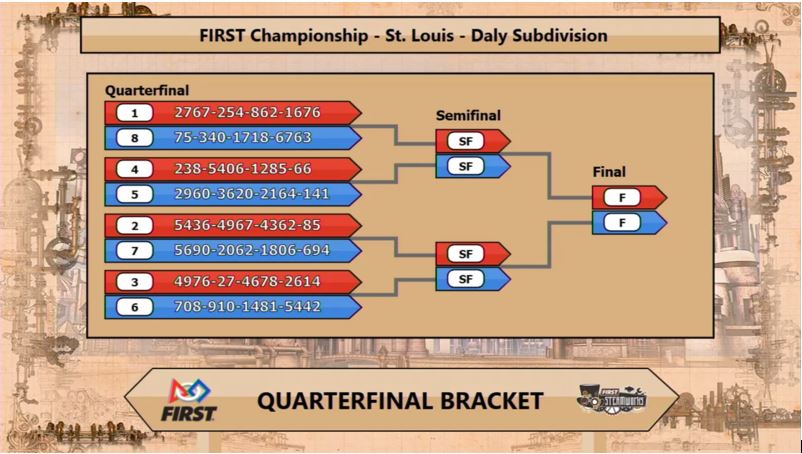 FIRST Championship - St. Louis - Daly Subdivision
Quarterfinal
1 2767-254-862-1676
8 75-340-1718-6763
4 238-5406-1285-66
5 2960-3620-2164-141
2 5436-4967-4362-85
7 5690-2062-1806-694
3 4976-27-4678-2614
6 708-910-1481-5442
Semifinal
SF
SF
SF
SF
Final
F
F
FIRST
QUARTERFINAL BRACKET
FIRST
STEAMWORKS